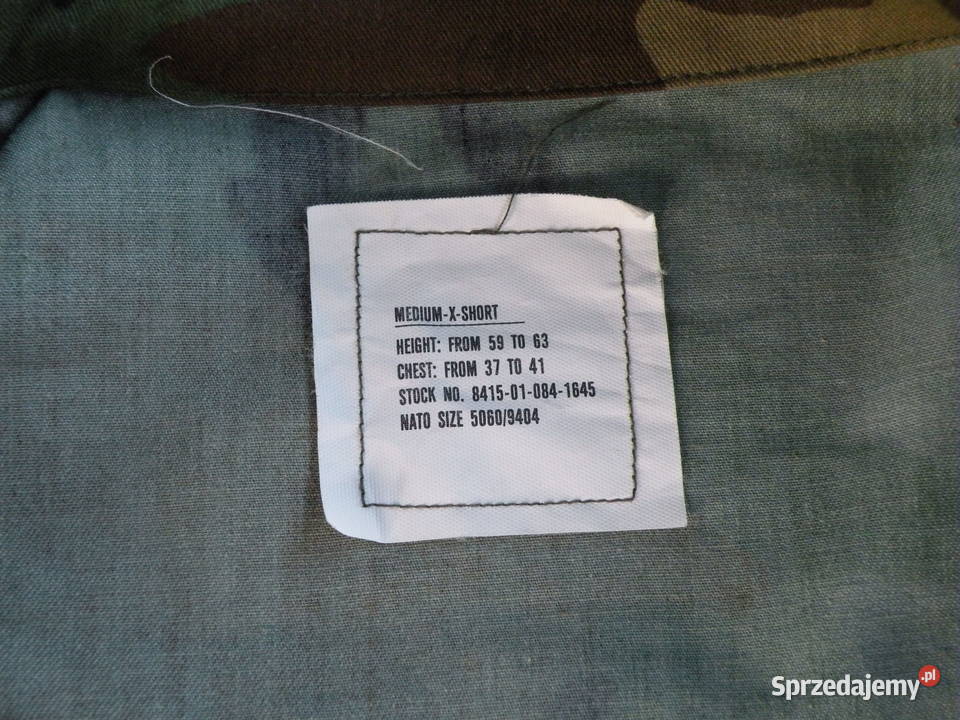 MEDIUM-X-SHORT
HEIGHT: FROM 59 TO 63
CHEST: FROM 37 TO 41
STOCK NO. 8415-01-084-1645
NATO SIZE 5060/9404
Sprzedajemy.pl